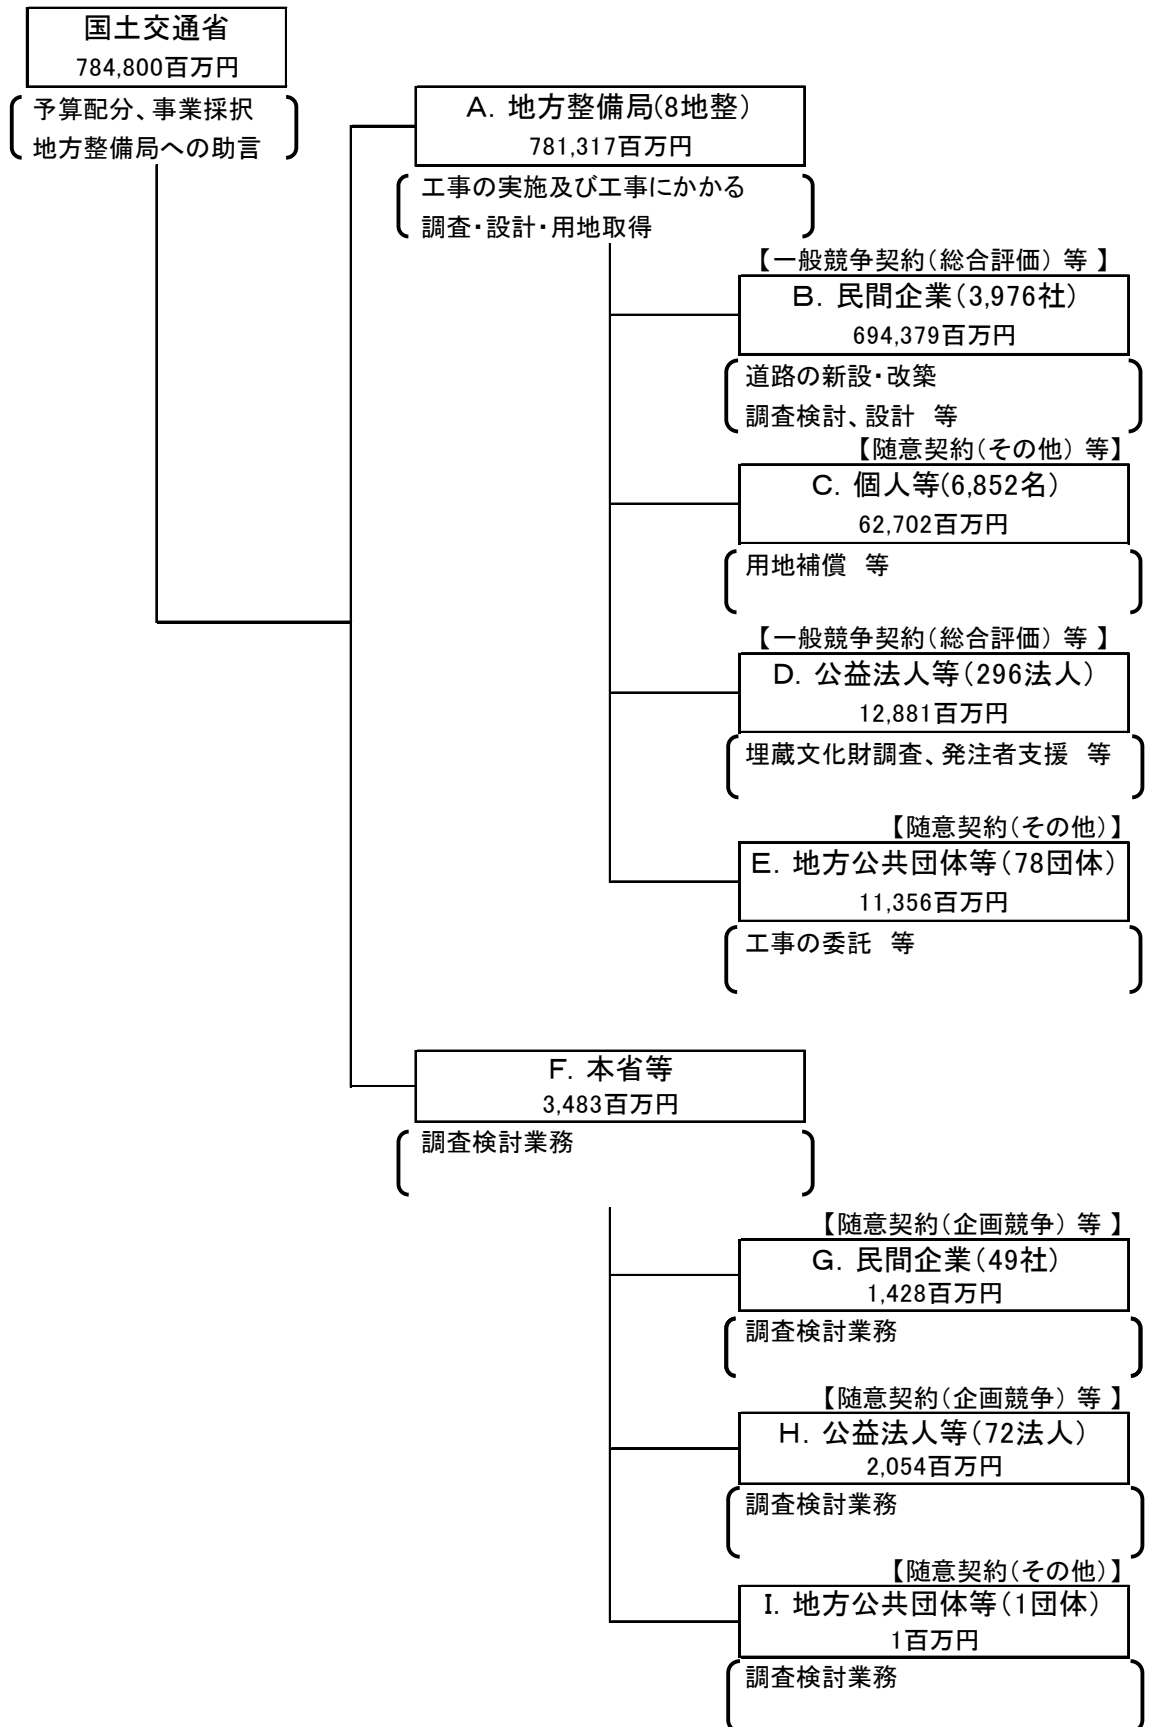 国土交通省
784,800百万円
予算配分、事業採択
地方整備局への助言
A. 地方整備局(8地整)
781,317百万円
工事の実施及び工事にかかる
調査・設計・用地取得
【一般競争契約(総合評価) 等 】
B. 民間企業(3,976社)
694,379百万円
道路の新設・改築
調査検討、設計 等
【随意契約(その他) 等】
C. 個人等(6,852名)
62,702百万円
用地補償 等
【一般競争契約(総合評価) 等 】
D. 公益法人等(296法人)
12,881百万円
埋蔵文化財調査、発注者支援 等
【随意契約(その他)】
E. 地方公共団体等(78団体)
11,356百万円
工事の委託 等
F. 本省等
3,483百万円
調査検討業務
【随意契約(企画競争) 等 】
G. 民間企業(49社)
1,428百万円
調査検討業務
【随意契約(企画競争) 等 】
H. 公益法人等(72法人)
2,054百万円
調査検討業務
【随意契約(その他)】
I. 地方公共団体等(1団体)
1百万円
調査検討業務